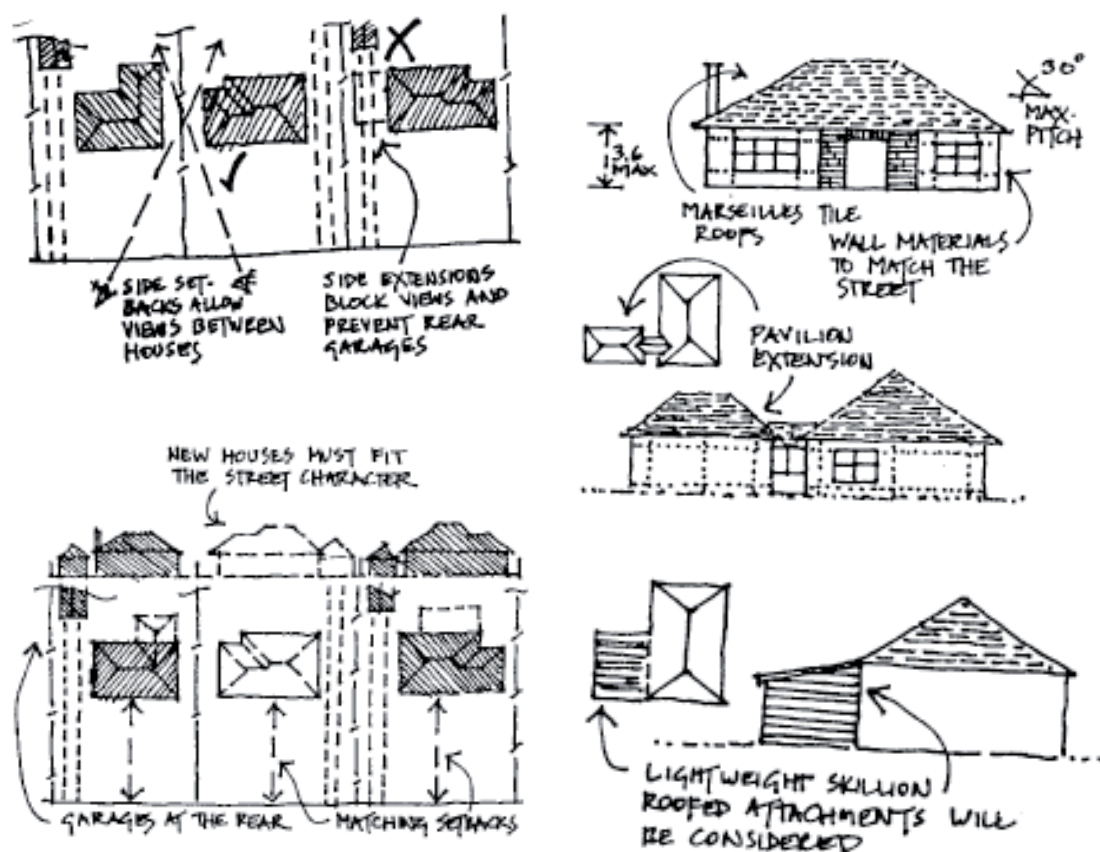 SIDE SET-
BACKS ALLOW
VIEWS BETWEEN
HOUSES
SIDE EXTENSIONS
BLOCK VIEWS AND
PREVENT REAR
GARAGES
30°
MAX-
PITCH
3.6
MAX
MARSEILLES TILE
ROOFS
WALL MATERIALS
TO MATCH THE
STREET
PAVILION
EXTENSION
NEW HOUSES MUST FIT
THE STREET CHARACTER
GARAGES AT THE REAR
MATCHING SETBACKS
LIGHTWEIGHT SKILLION
ROOFED ATTACHMENTS WILL
BE CONSIDERED